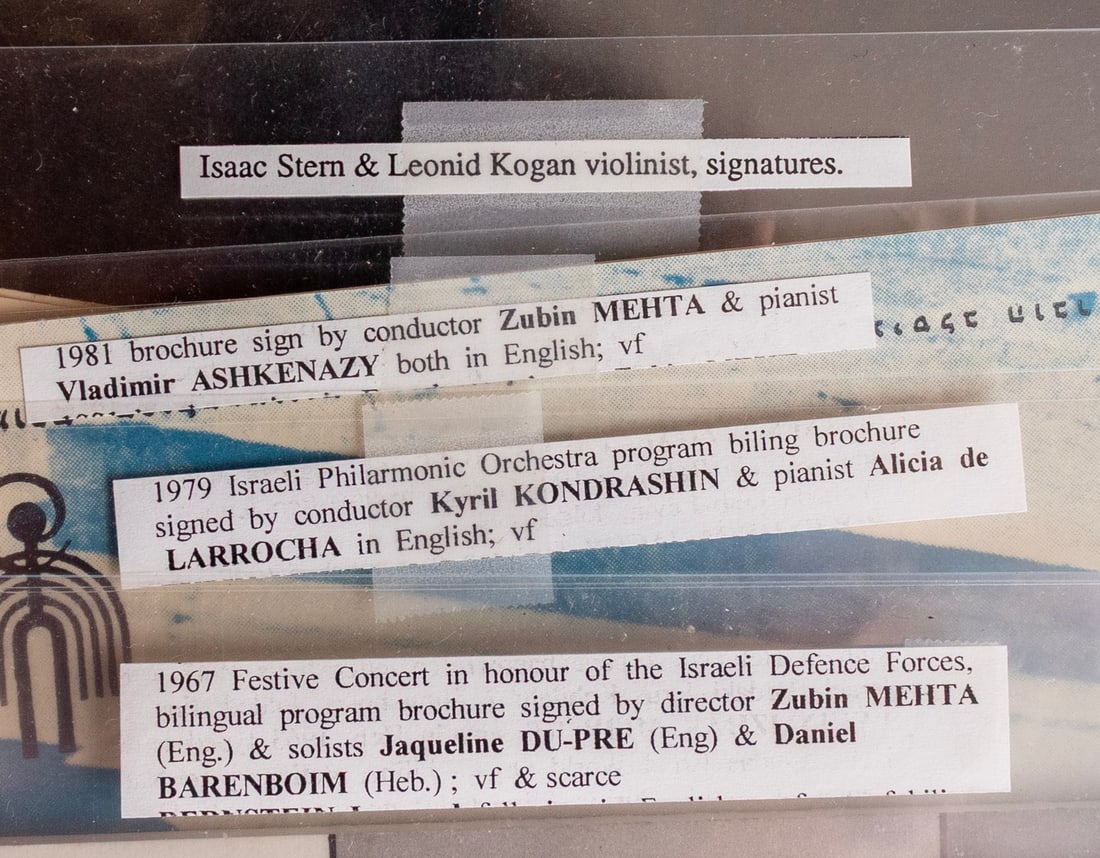 Isaac Stern & Leonid Kogan violinist, signatures.
1981 brochure sign by conductor Zubin MEHTA & pianist
Vladimir ASHKENAZY both in English; vf
1979 Israeli Philarmonic Orchestra program biling brochure
signed by conductor Kyril KONDRASHIN & pianist Alicia de
LARROCHA in English; vf
1967 Festive Concert in honour of the Israeli Defence Forces,
bilingual program brochure signed by director Zubin MEHTA
(Eng.) & solists Jaqueline DU-PRE (Eng) & Daniel
BARENBOIM (Heb.) ; vf & scarce